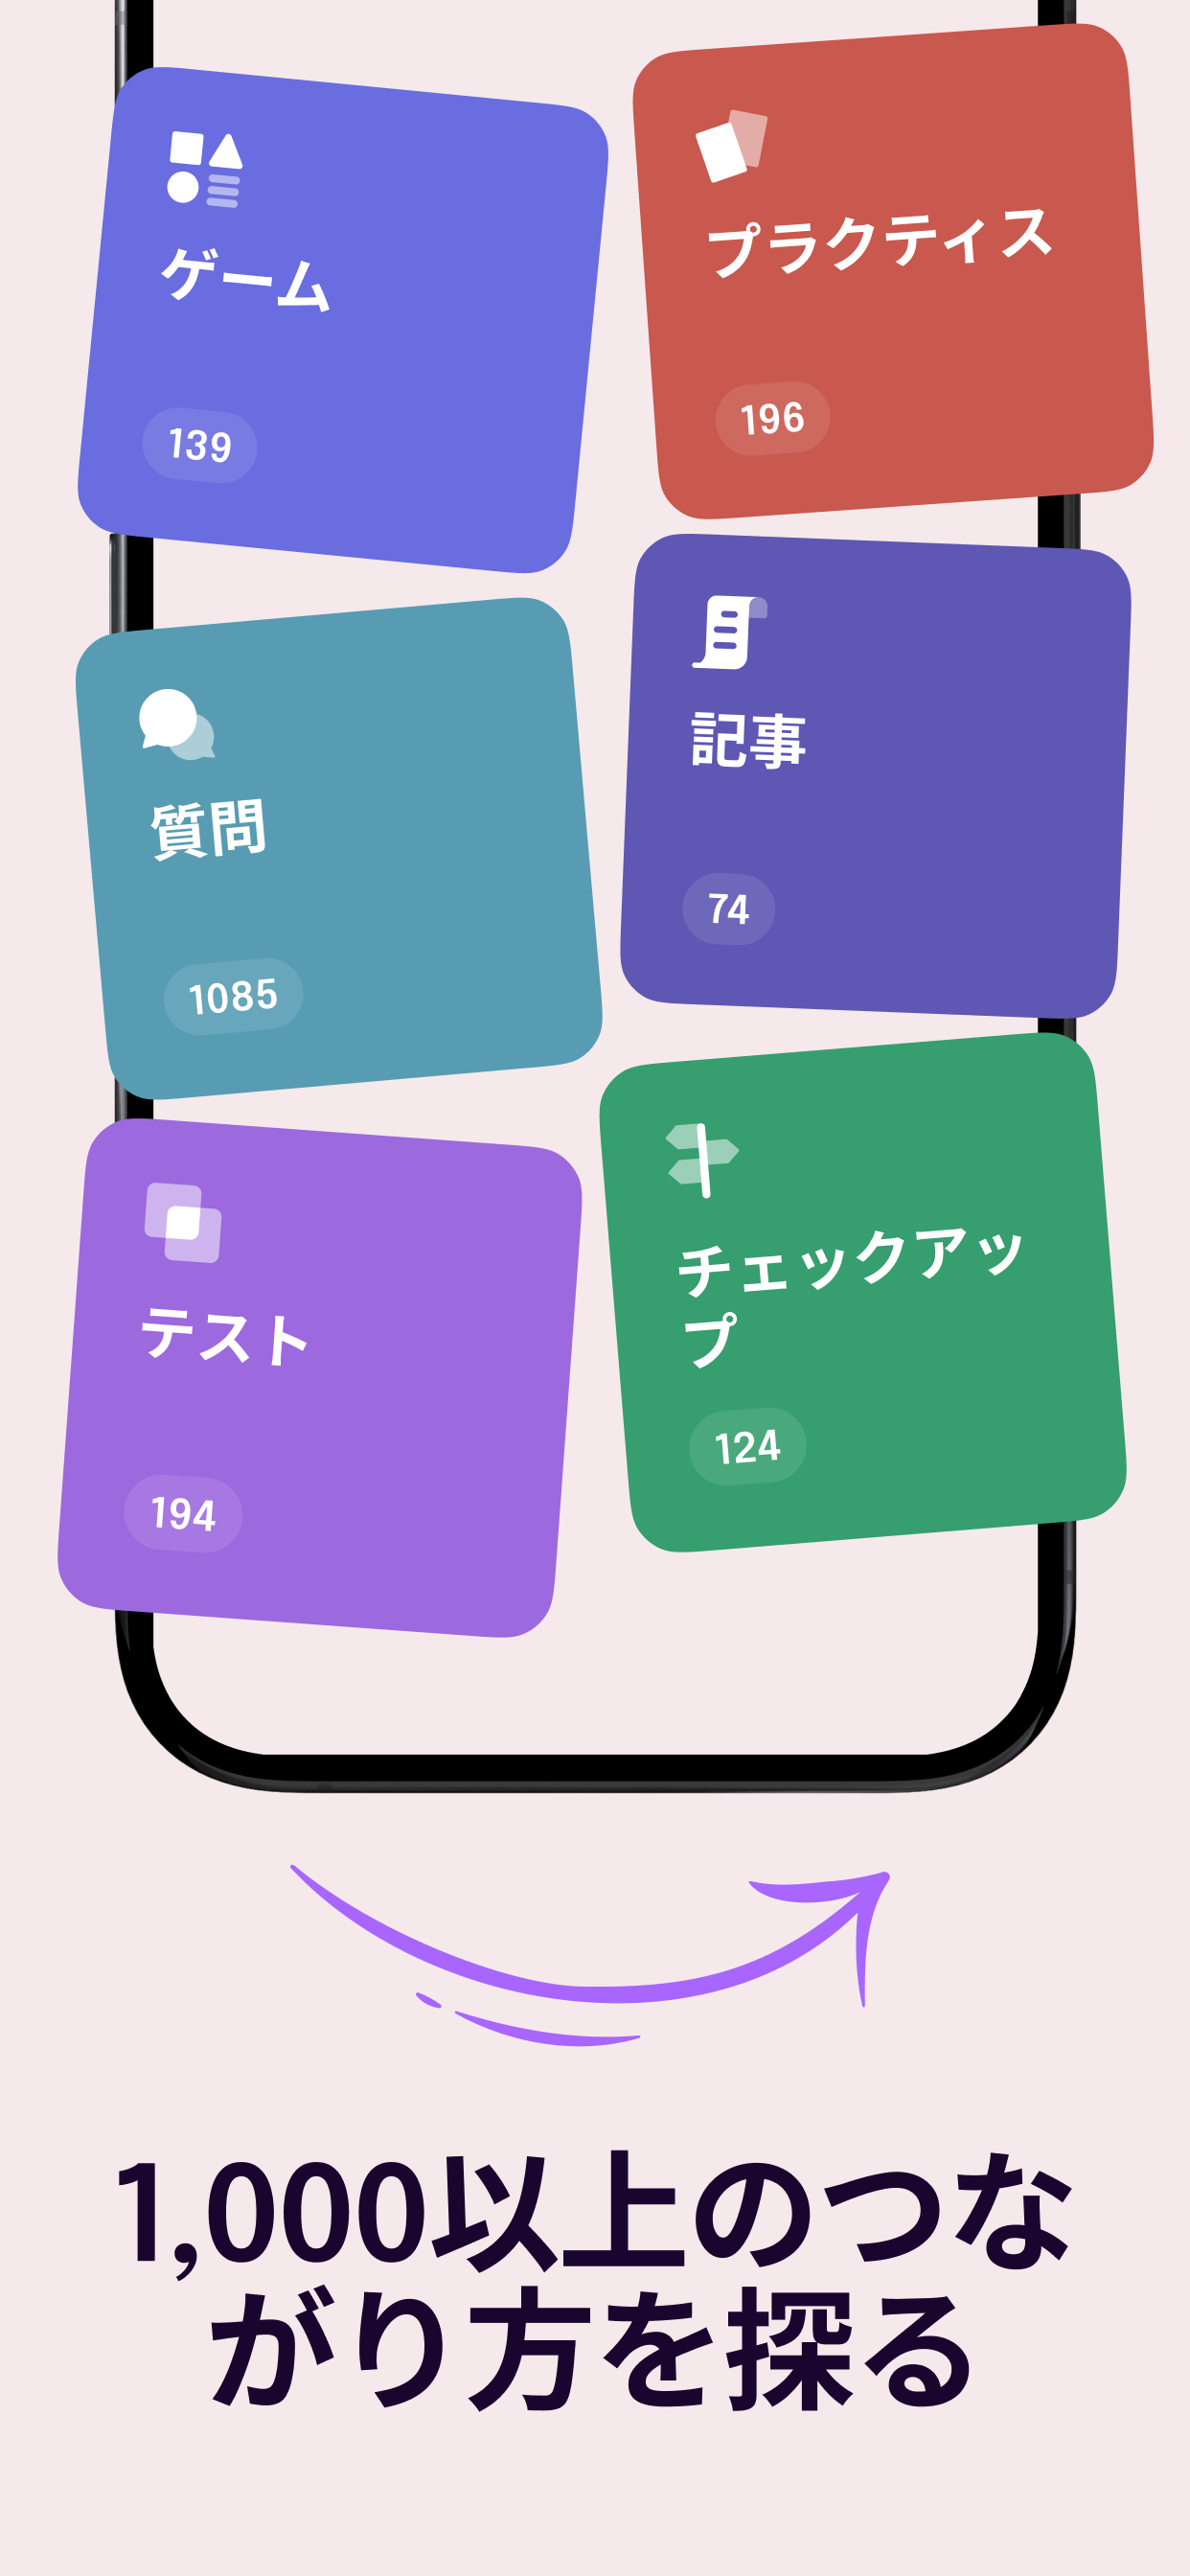 ゲーム
139
プラクティス
196
質問
1085
記事
74
テスト
194
チェックアッ
プ
124
1,000以上のつな
がり方を探る